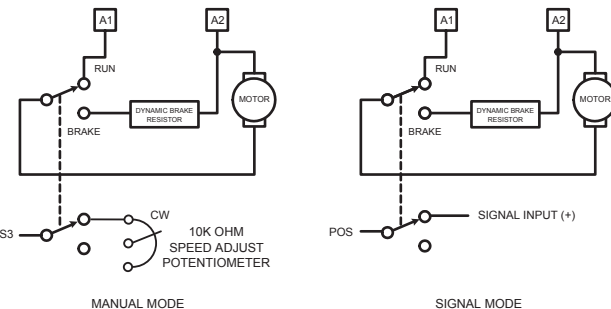 A1
A2
RUN
MOTOR
DYNAMIC BRAKE
RESISTOR
BRAKE
S3
CW
10K OHM
SPEED ADJUST
POTENTIOMETER
MANUAL MODE
A1
A2
RUN
MOTOR
DYNAMIC BRAKE
RESISTOR
BRAKE
POS
SIGNAL INPUT (+)
SIGNAL MODE